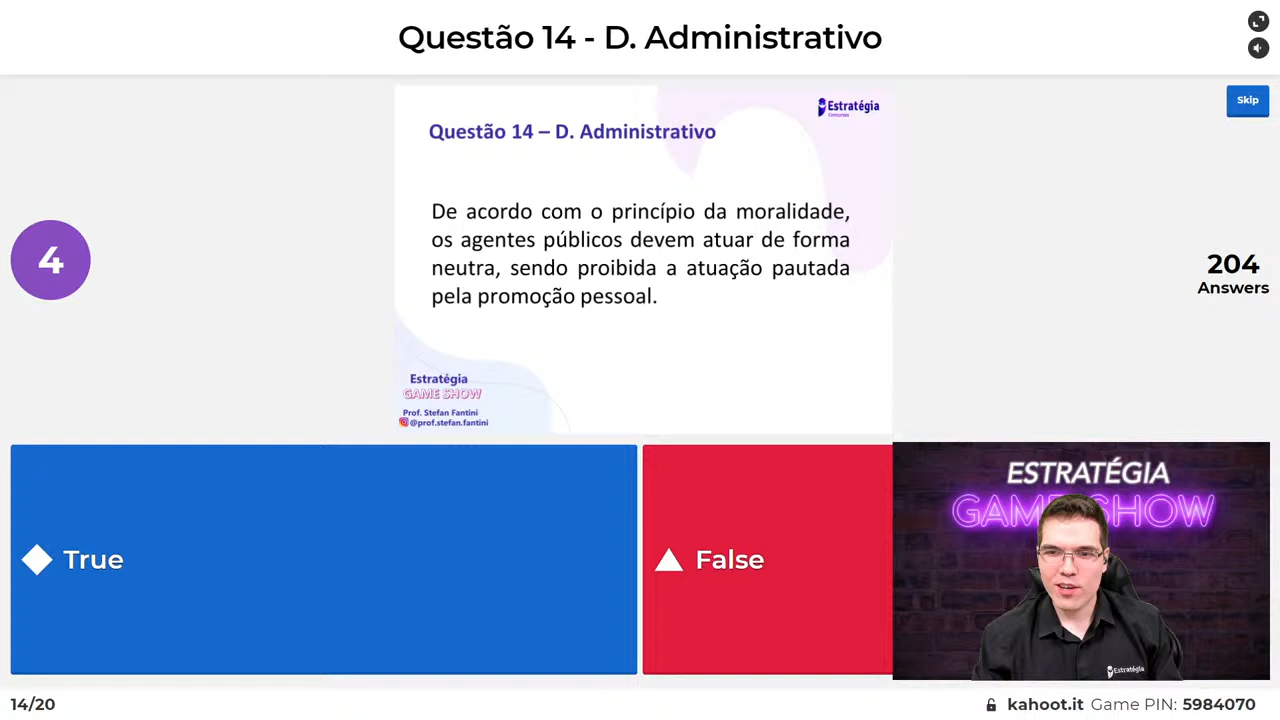 Questão 14 - D. Administrativo
Skip
Estratégia
Concursos
Questão 14 – D. Administrativo
De acordo com o princípio da moralidade,
os agentes públicos devem atuar de forma
neutra, sendo proibida a atuação pautada
pela promoção pessoal.
4
204
Answers
Estratégia
GAME SHOW
Prof. Stefan Fantini
@prof.stefan.fantini
True
False
ESTRATÉGIA
GAME SHOW
Estratégia
14/20
kahoot.it Game PIN: 5984070